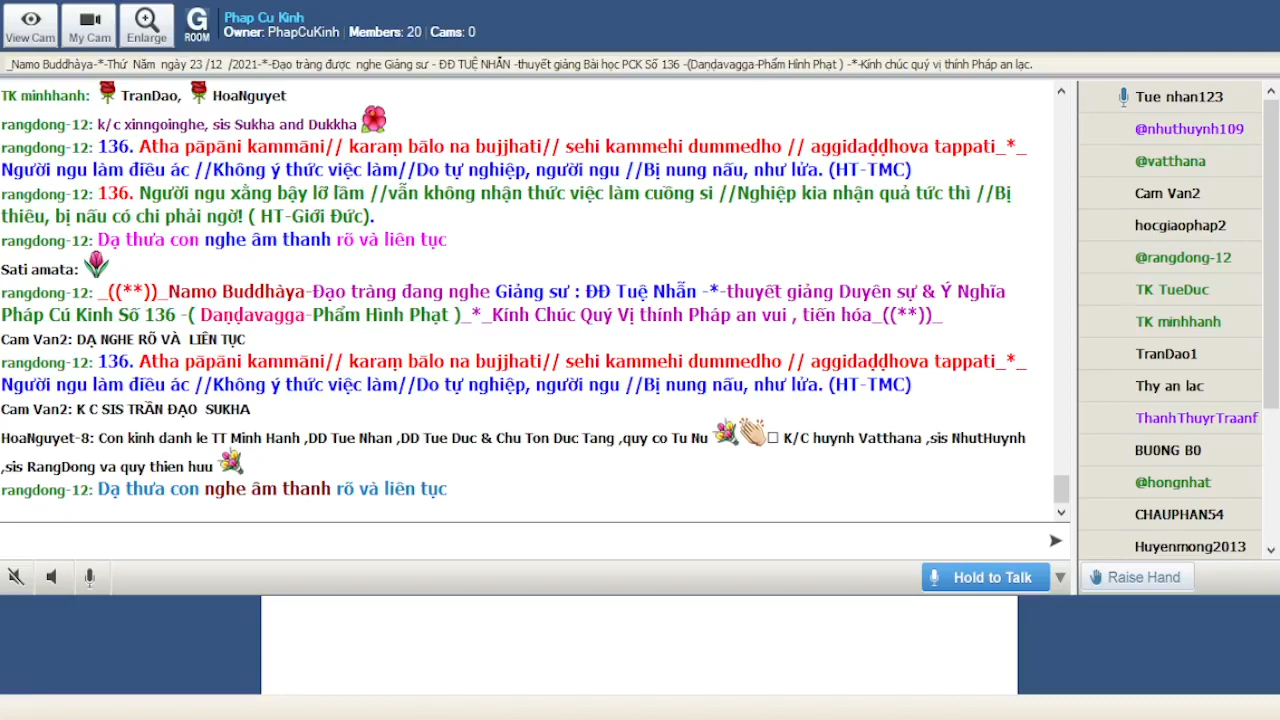 View Cam
My Cam
Enlarge
G
ROOM
Phap Cu Kinh
Owner: PhapCuKinh | Members: 20 | Cams: 0
_Namo Buddhàya-*-Thứ Năm ngày 23 /12 /2021-*-Đạo tràng được nghe Giảng sư - ĐĐ TUỆ NHẪN -thuyết giảng Bài học PCK Số 136 -(Daṇḍavagga-Phẩm Hình Phạt ) -*-Kính chúc quý vị thính Pháp an lạc.
TK minhhanh: TranDao, HoaNguyet
rangdong-12: k/c xinngoinghe, sis Sukha and Dukkha
rangdong-12: 136. Atha pāpāni kammāni// karaṃ bālo na bujjhati// sehi kammehi dummedho // aggidaḍḍhova tappati_*_
Người ngu làm điều ác //Không ý thức việc làm//Do tự nghiệp, người ngu //Bị nung nấu, như lửa. (HT-TMC)
rangdong-12: 136. Người ngu xằng bậy lỡ lầm //vẫn không nhận thức việc làm cuồng si //Nghiệp kia nhận quả tức thì //Bị
thiêu, bị nấu có chi phải ngờ! ( HT-Giới Đức).
rangdong-12: Dạ thưa con nghe âm thanh rõ và liên tục
Sati amata:
rangdong-12: _((**))_Namo Buddhàya-Đạo tràng đang nghe Giảng sư : ĐĐ Tuệ Nhẫn -*-thuyết giảng Duyên sự & Ý Nghĩa
Pháp Cú Kinh Số 136 -( Daṇḍavagga-Phẩm Hình Phạt )_*_Kính Chúc Quý Vị thính Pháp an vui , tiến hóa_((**))_
Cam Van2: DẠ NGHE RÕ VÀ LIÊN TỤC
rangdong-12: 136. Atha pāpāni kammāni// karaṃ bālo na bujjhati// sehi kammehi dummedho // aggidaḍḍhova tappati_*_
Người ngu làm điều ác //Không ý thức việc làm//Do tự nghiệp, người ngu //Bị nung nấu, như lửa. (HT-TMC)
Cam Van2: K C SIS TRẦN ĐẠO SUKHA
HoaNguyet-8: Con kinh danh le TT Minh Hanh ,DD Tue Nhan ,DD Tue Duc & Chu Ton Duc Tang ,quy co Tu Nu K/C huynh Vatthana ,sis NhutHuynh
,sis RangDong va quy thien huu
rangdong-12: Dạ thưa con nghe âm thanh rõ và liên tục
Hold to Talk
Tue nhan123
@nhuthuynh109
@vatthana
Cam Van2
hocgiaophap2
@rangdong-12
TK TueDuc
TK minhhanh
TranDao1
Thy an lac
ThanhThuyrTraanf
BU0NG B0
@hongnhat
CHAUPHAN54
Huyenmong2013
Raise Hand